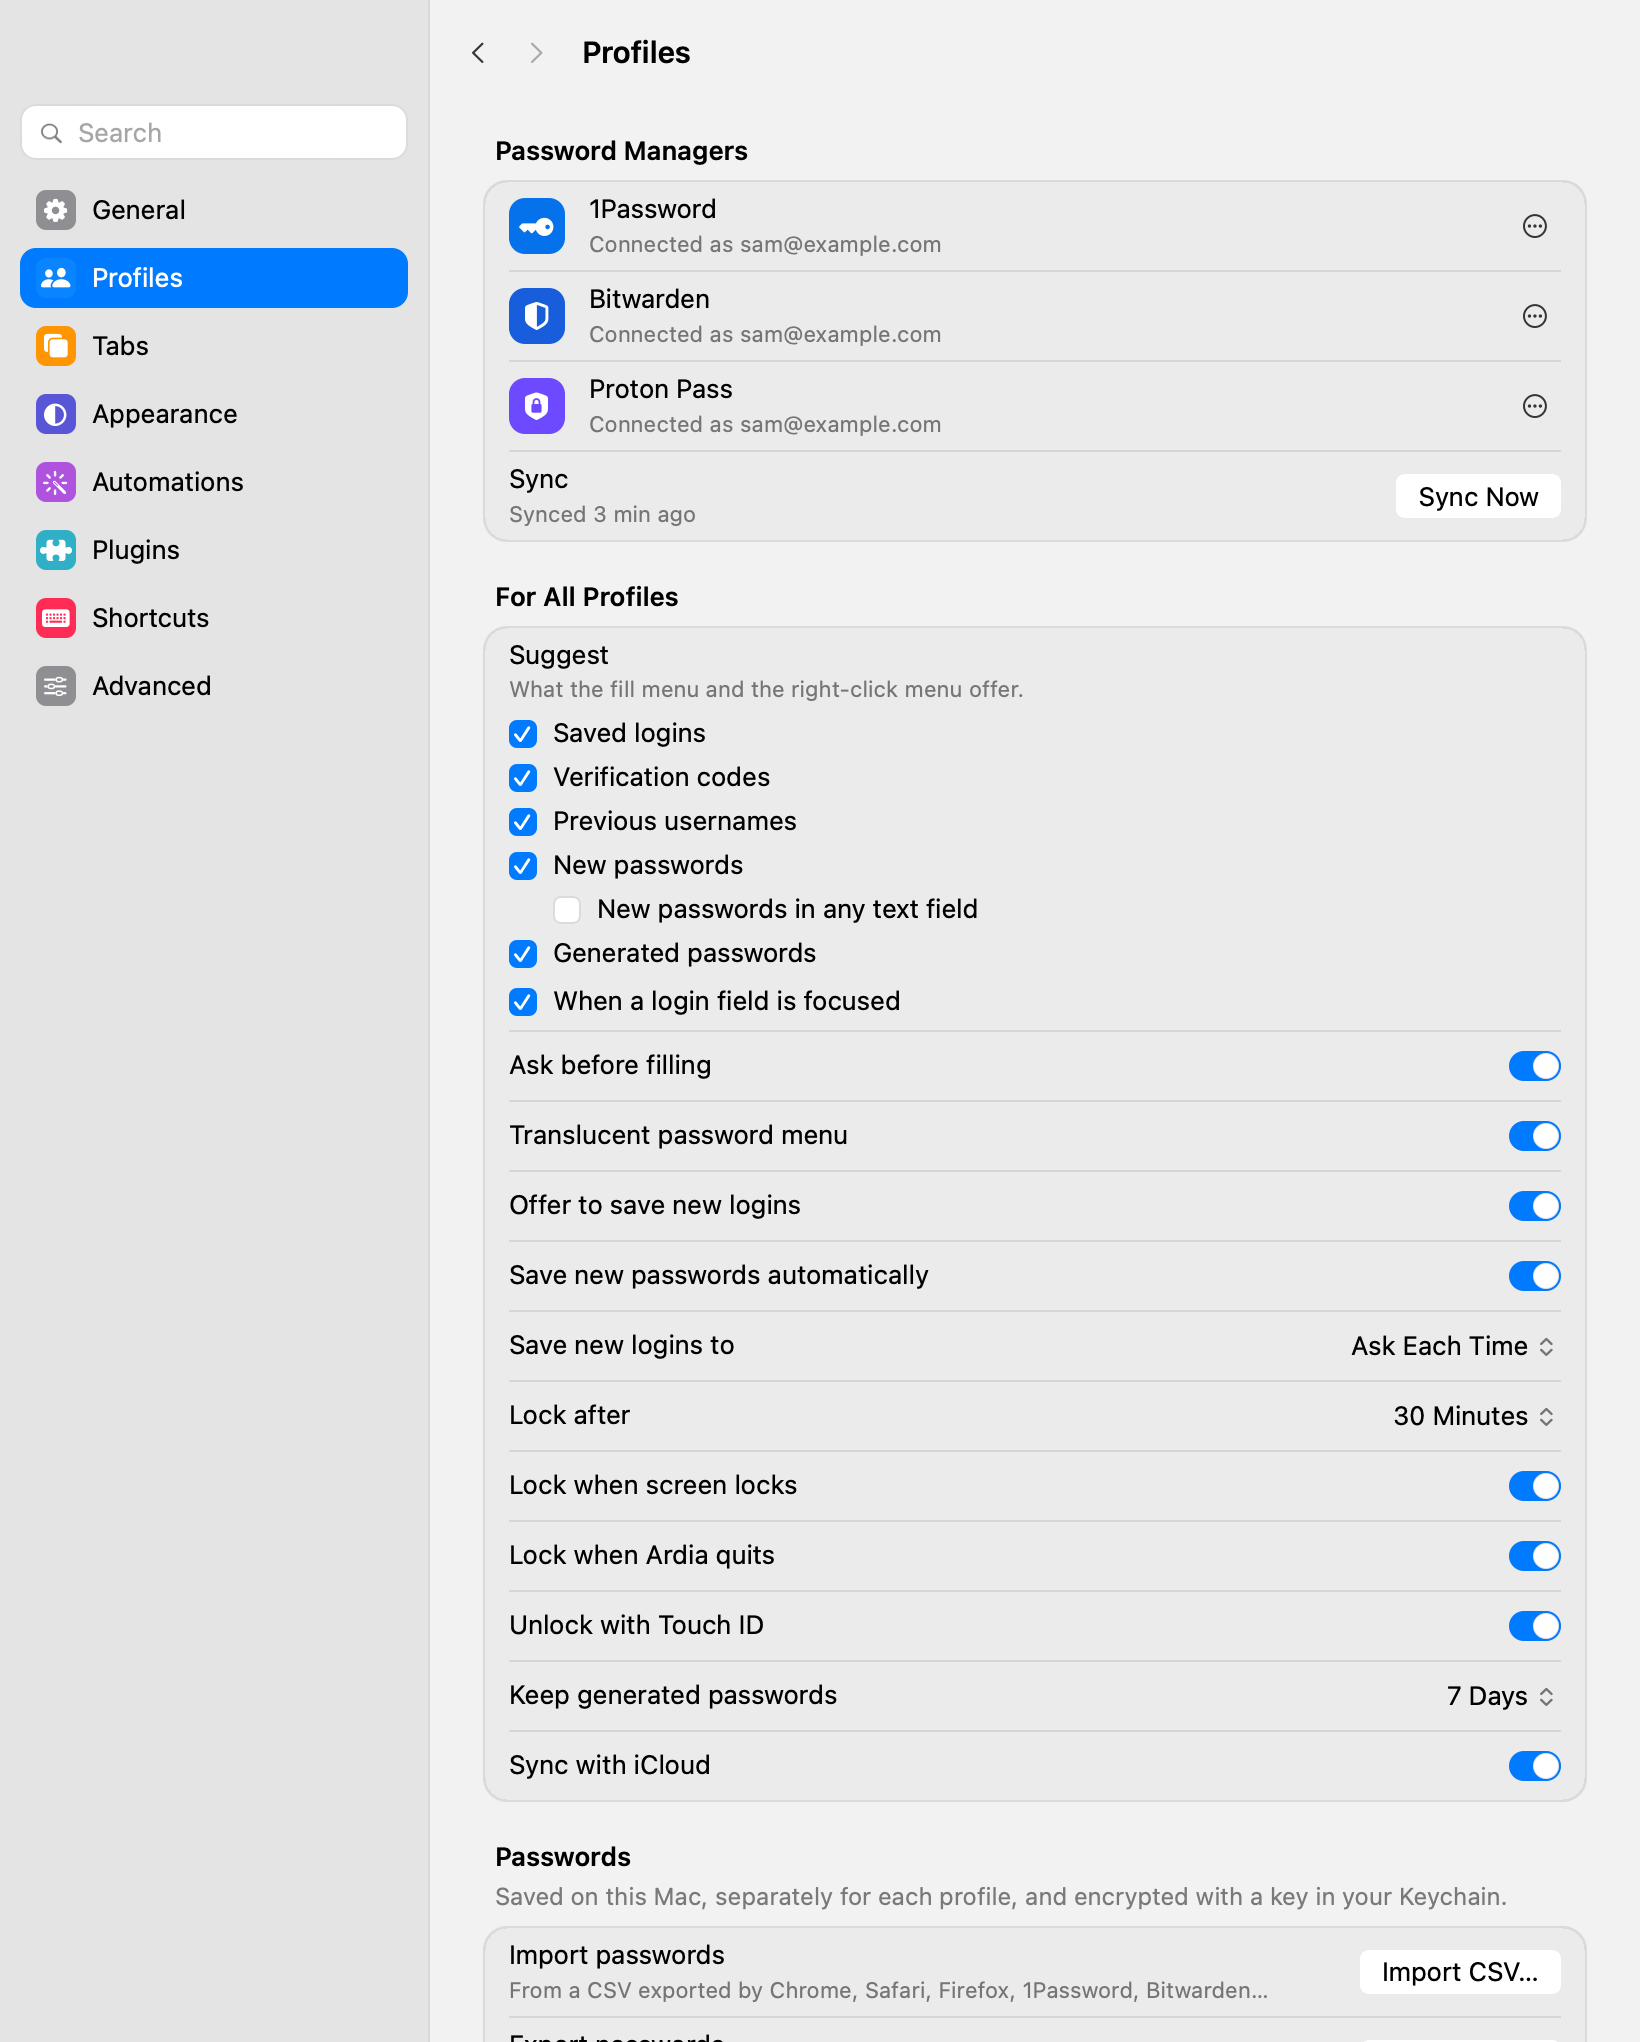 Profiles
Search
General
Profiles
Tabs
Appearance
Automations
Plugins
Shortcuts
Advanced
Password Managers
1Password
Connected as sam@example.com
Bitwarden
Connected as sam@example.com
Proton Pass
Connected as sam@example.com
Sync
Synced 3 min ago
Sync Now
For All Profiles
Suggest
What the fill menu and the right-click menu offer.
Saved logins
Verification codes
Previous usernames
New passwords
New passwords in any text field
Generated passwords
When a login field is focused
Ask before filling
Translucent password menu
Offer to save new logins
Save new passwords automatically
Save new logins to
Ask Each Time
Lock after
30 Minutes
Lock when screen locks
Lock when Ardia quits
Unlock with Touch ID
Keep generated passwords
7 Days
Sync with iCloud
Passwords
Saved on this Mac, separately for each profile, and encrypted with a key in your Keychain.
Import passwords
From a CSV exported by Chrome, Safari, Firefox, 1Password, Bitwarden...
Import CSV...
Export passwords